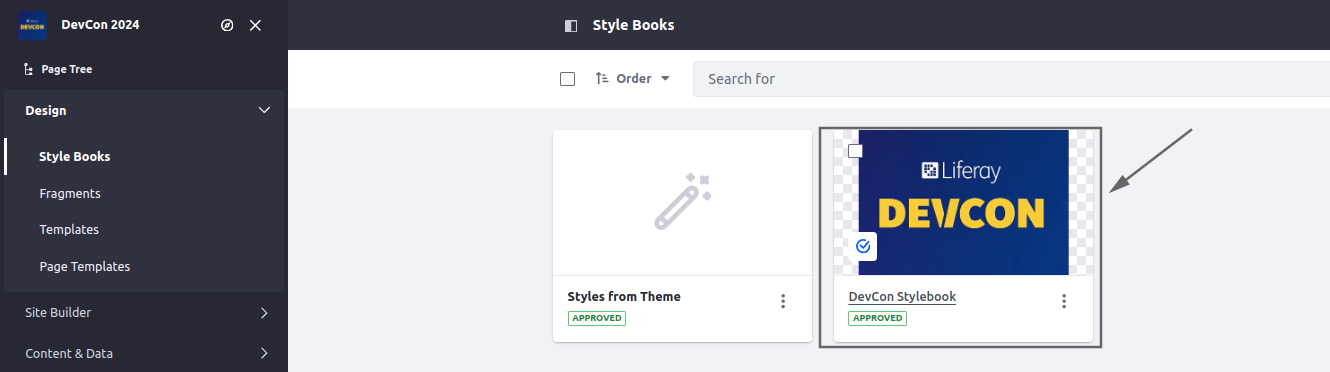 DevCon 2024
Page Tree
Design
Style Books
Fragments
Templates
Page Templates
Site Builder
Content & Data
Style Books
Order
Search for
Styles from Theme
APPROVED
Liferay
DEVCON
DevCon Stylebook
APPROVED